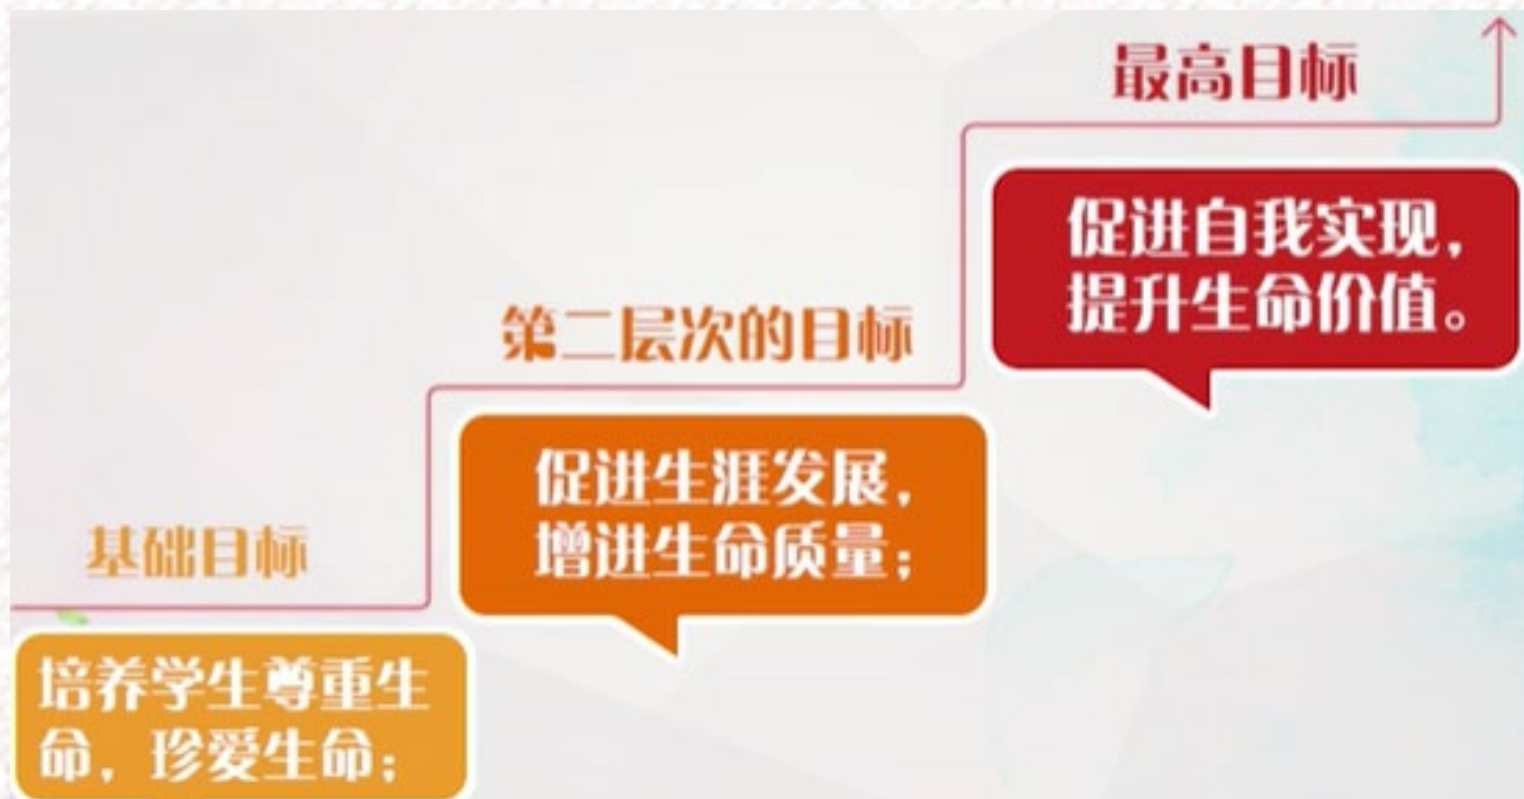 最高目标
促进自我实现，
提升生命价值。
第二层次的目标
促进生涯发展，
增进生命质量；
基础目标
培养学生尊重生
命，珍爱生命；